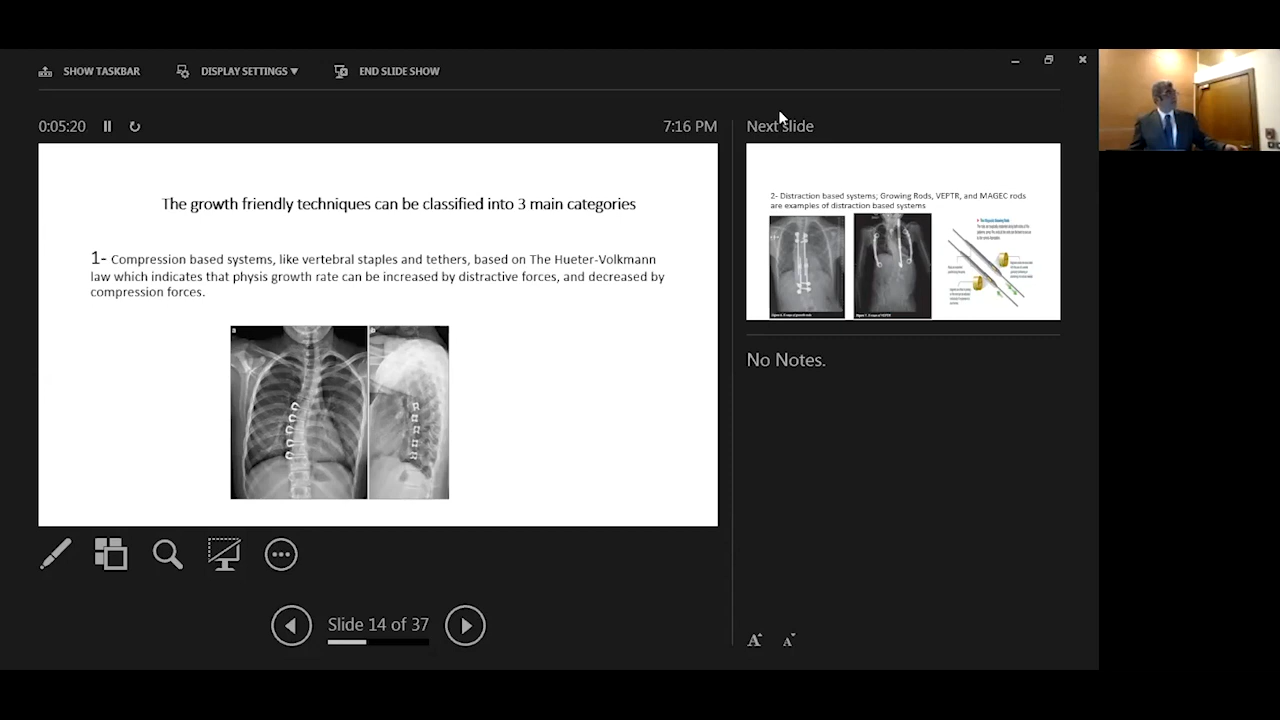 SHOW TASKBAR
DISPLAY SETTINGS ▼
END SLIDE SHOW
0:05:20
7:16 PM
Next slide
The growth friendly techniques can be classified into 3 main categories
1- Compression based systems, like vertebral staples and tethers, based on The Hueter-Volkmann
law which indicates that physis growth rate can be increased by distractive forces, and decreased by
compression forces.
a
b
2- Distraction based systems; Growing Rods, VEPTR, and MAGEC rods
are examples of distraction based systems
No Notes.
Slide 14 of 37
A
A